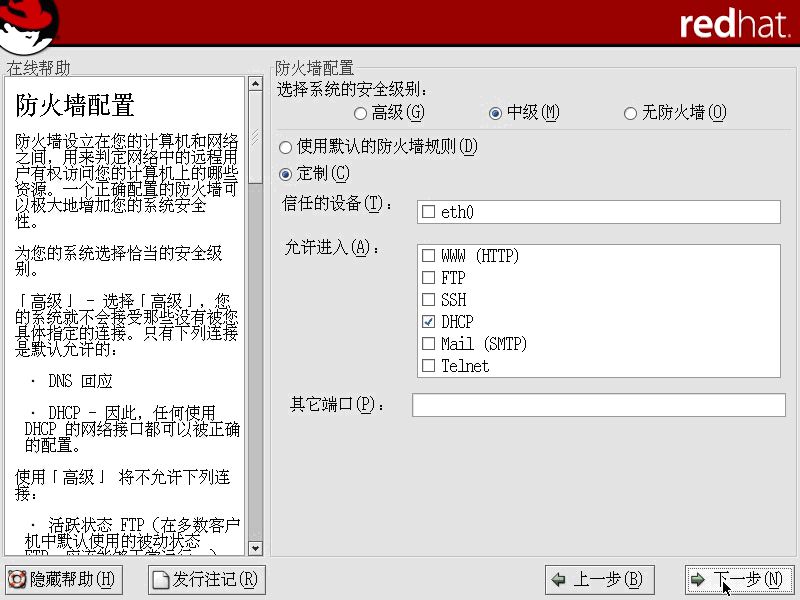 redhat.
在线帮助
防火墙配置
防火墙设立在您的计算机和网络
之间，用来判定网络中的远程用
户有权访问您的计算机上的哪些
资源。一个正确配置的防火墙可
以极大地增加您的系统安全
性。
为您的系统选择恰当的安全级
别。
「高级」 - 选择「高级」，您
的系统就不会接受那些没有被您
具体指定的连接。只有下列连接
是默认允许的：
· DNS 回应
· DHCP - 因此，任何使用
DHCP 的网络接口都可以被正确
的配置。
使用「高级」 将不允许下列连
接：
· 活跃状态 FTP（在多数客户
机中默认使用的被动状态
防火墙配置
选择系统的安全级别：
高级(G) 中级(M) 无防火墙(O)
使用默认的防火墙规则(D)
定制(C)
信任的设备(T)：
eth0
允许进入(A)：
WWW (HTTP)
FTP
SSH
DHCP
Mail (SMTP)
Telnet
其它端口(P)：
隐藏帮助(H) 发行注记(R) 上一步(B) 下一步(N)